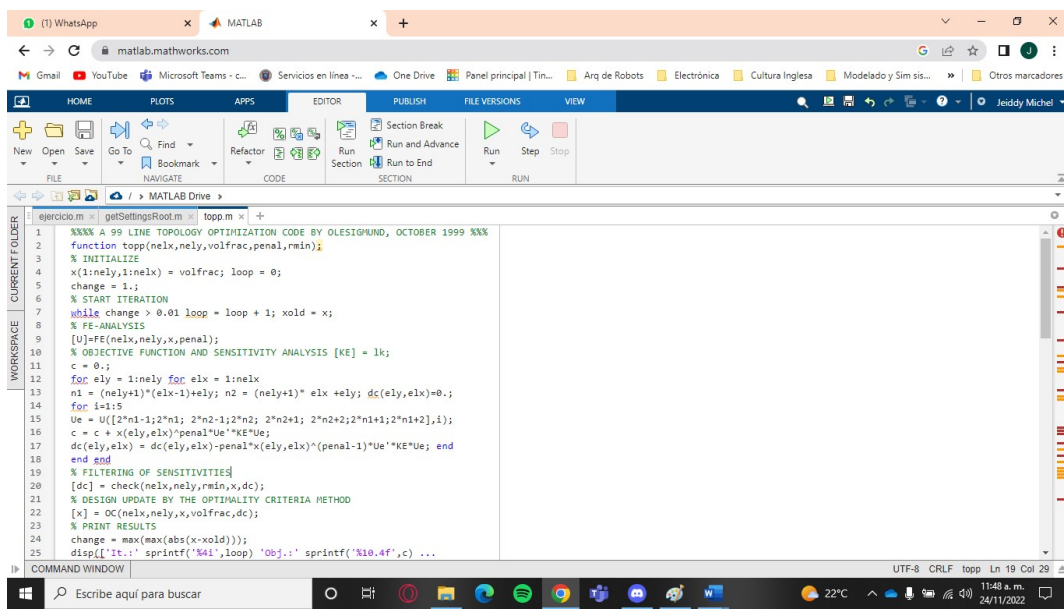 (1) WhatsApp
MATLAB
matlab.mathworks.com
Gmail YouTube Microsoft Teams - c... Servicios en línea -... One Drive Panel principal | Tin... Arq de Robots Electrónica Cultura Inglesa Modelado y Sim sis... » Otros marcadores
HOME PLOTS APPS EDITOR PUBLISH FILE VERSIONS VIEW Jeiddy Michel
New Open Save Go To Find Bookmark Refactor Run Section Section Break Run and Advance Run to End Run Step Stop
FILE NAVIGATE CODE SECTION RUN
/ > MATLAB Drive >
CURRENT FOLDER
WORKSPACE
ejercicio.m × getSettingsRoot.m × topp.m × +
1 %%%% A 99 LINE TOPOLOGY OPTIMIZATION CODE BY OLESIGMUND, OCTOBER 1999 %%%
2 function topp(nelx,nely,volfrac,penal,rmin);
3 % INITIALIZE
4 x(1:nely,1:nelx) = volfrac; loop = 0;
5 change = 1.;
6 % START ITERATION
7 while change > 0.01 loop = loop + 1; xold = x;
8 % FE-ANALYSIS
9 [U]=FE(nelx,nely,x,penal);
10 % OBJECTIVE FUNCTION AND SENSITIVITY ANALYSIS [KE] = lk;
11 c = 0.;
12 for ely = 1:nely for elx = 1:nelx
13 n1 = (nely+1)*(elx-1)+ely; n2 = (nely+1)* elx +ely; dc(ely,elx)=0.;
14 for i=1:5
15 Ue = U([2*n1-1;2*n1; 2*n2-1;2*n2; 2*n2+1; 2*n2+2;2*n1+1;2*n1+2],i);
16 c = c + x(ely,elx)^penal*Ue'*KE*Ue;
17 dc(ely,elx) = dc(ely,elx)-penal*x(ely,elx)^(penal-1)*Ue'*KE*Ue; end
18 end end
19 % FILTERING OF SENSITIVITIES
20 [dc] = check(nelx,nely,rmin,x,dc);
21 % DESIGN UPDATE BY THE OPTIMALITY CRITERIA METHOD
22 [x] = OC(nelx,nely,x,volfrac,dc);
23 % PRINT RESULTS
24 change = max(max(abs(x-xold)));
25 disp(['It.:' sprintf('%4i',loop) 'Obj.:' sprintf('%10.4f',c) ...
COMMAND WINDOW UTF-8 CRLF topp Ln 19 Col 29
Escribe aquí para buscar 22°C 11:48 a. m.
24/11/2022